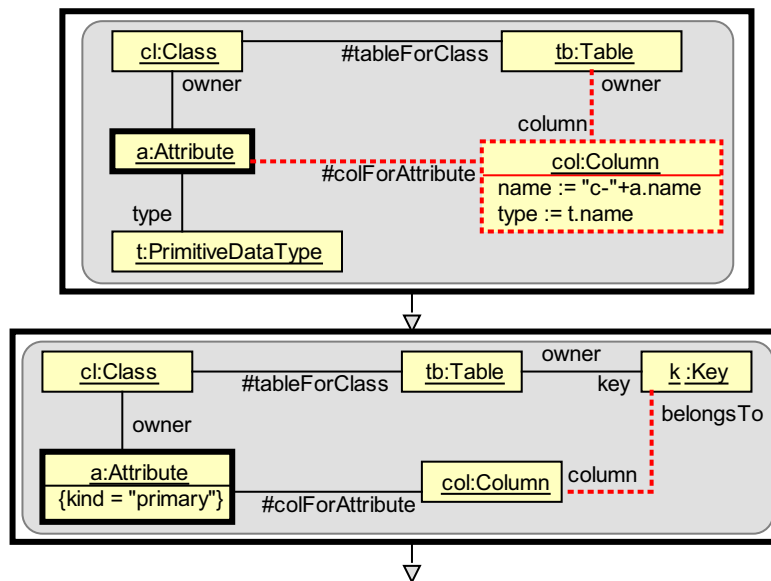 cl:Class
#tableForClass
tb:Table
owner
owner
column
a:Attribute
#colForAttribute
col:Column
name := "c-"+a.name
type := t.name
type
t:PrimitiveDataType
cl:Class
#tableForClass
tb:Table
owner
key
k :Key
belongsTo
owner
a:Attribute
{kind = "primary"}
#colForAttribute
col:Column
column